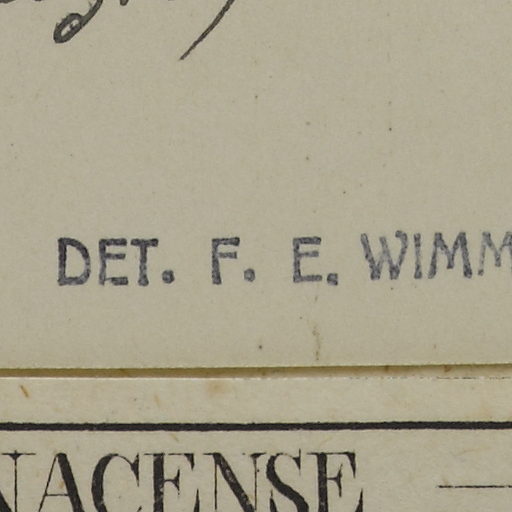 DET. F. E. WIMM
NACENSE —